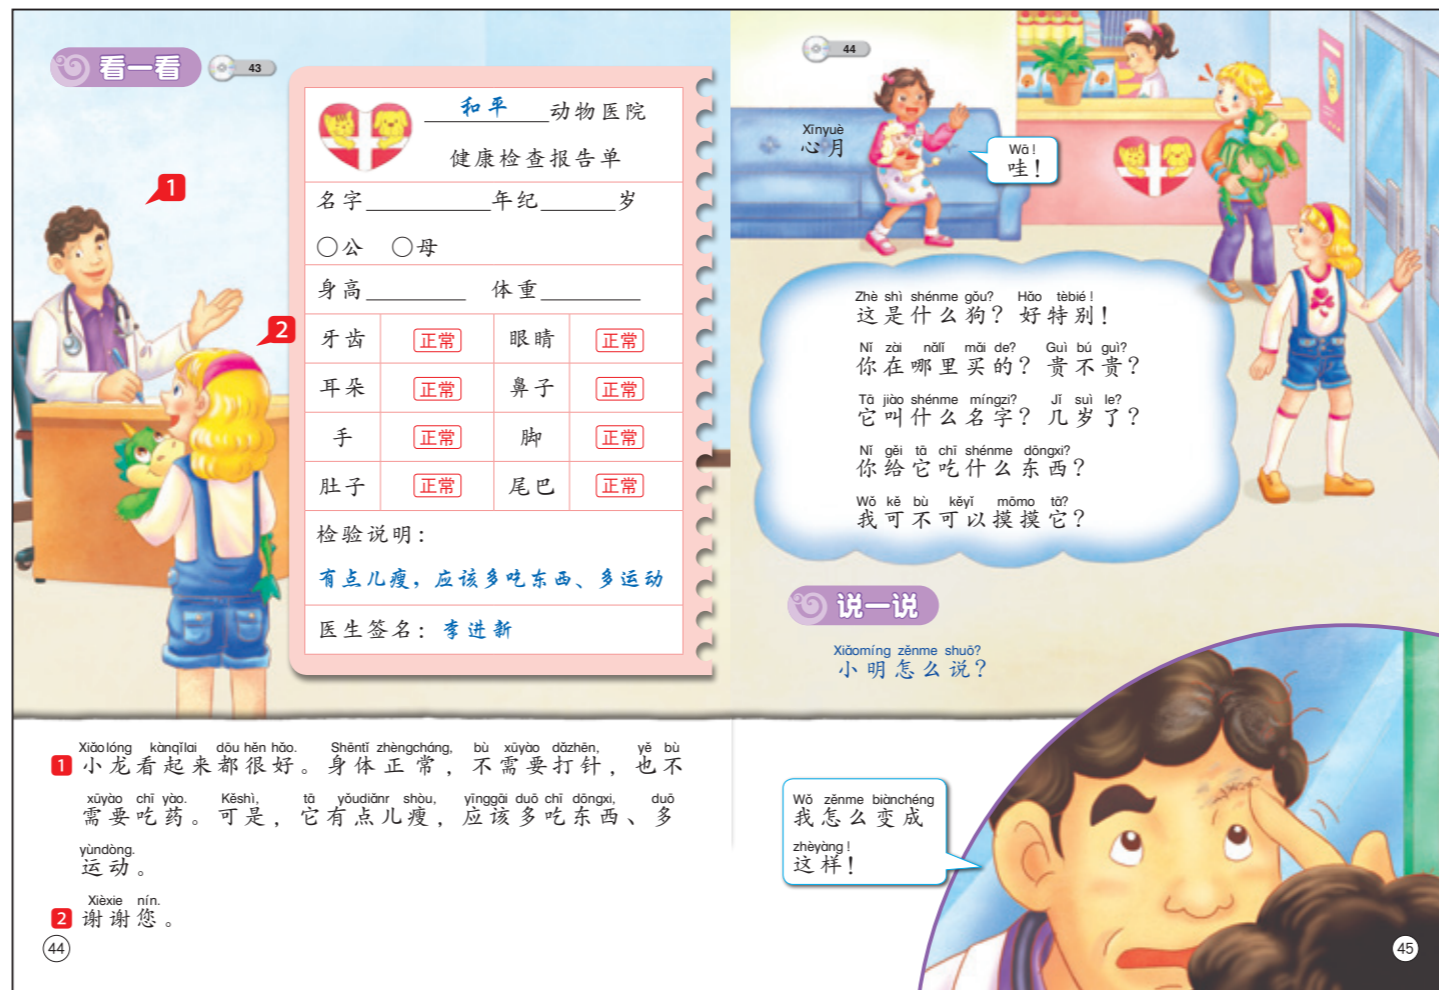 看一看
43
和平 动物医院
健康检查报告单
名字 年纪 岁
公 母
身高 体重
牙齿 正常 眼睛 正常
耳朵 正常 鼻子 正常
手 正常 脚 正常
肚子 正常 尾巴 正常
检验说明：
有点儿瘦，应该多吃东西、多运动
医生签名：李进新
1
2
Xiǎolóng kànqǐlai dōu hěn hǎo. Shēntǐ zhèngcháng, bù xūyào dǎzhēn, yě bù
1 小龙看起来都很好。身体正常，不需要打针，也不
xūyào chī yào. Kěshì, tā yǒudiǎnr shòu, yīnggāi duō chī dōngxi, duō
需要吃药。可是，它有点儿瘦，应该多吃东西、多
yùndòng.
运动。
Xièxie nín.
2 谢谢您。
44
44
Xīnyuè
心月
Wā!
哇！
Zhè shì shénme gǒu? Hǎo tèbié!
这是什么狗？好特别！
Nǐ zài nǎlǐ mǎi de? Guì bú guì?
你在哪里买的？贵不贵？
Tā jiào shénme míngzi? Jǐ suì le?
它叫什么名字？几岁了？
Nǐ gěi tā chī shénme dōngxi?
你给它吃什么东西？
Wǒ kě bù kěyǐ mōmo tā?
我可不可以摸摸它？
说一说
Xiǎomíng zěnme shuō?
小明怎么说？
Wǒ zěnme biànchéng
我怎么变成
zhèyàng!
这样！
45